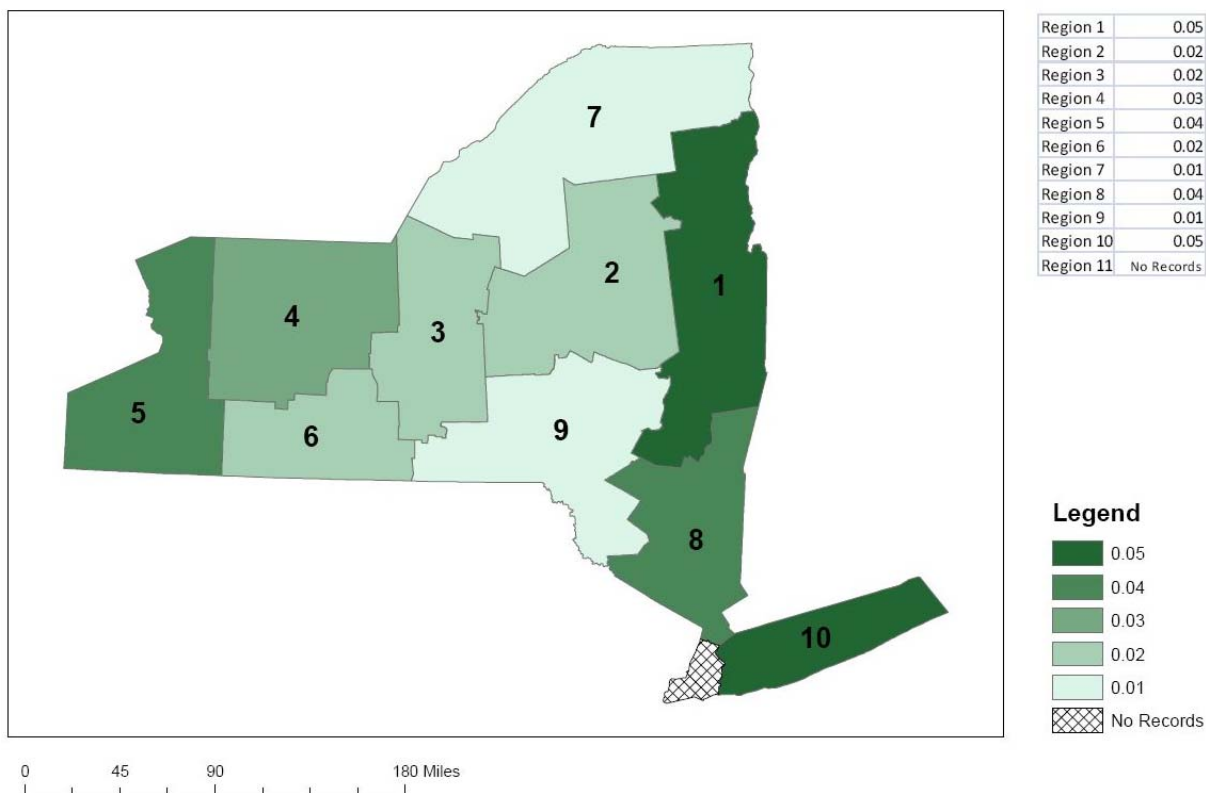 7
2
1
4
3
5
6
9
8
10
Region 1 0.05
Region 2 0.02
Region 3 0.02
Region 4 0.03
Region 5 0.04
Region 6 0.02
Region 7 0.01
Region 8 0.04
Region 9 0.01
Region 10 0.05
Region 11 No Records
Legend
0.05
0.04
0.03
0.02
0.01
No Records
0 45 90 180 Miles